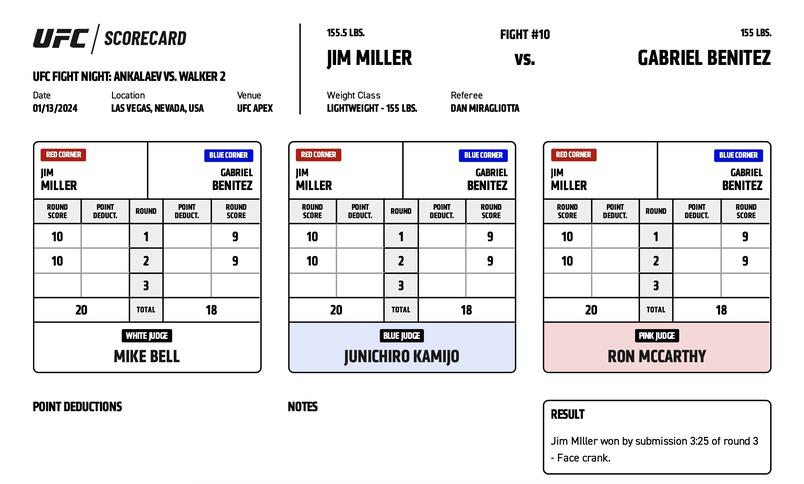 UFC SCORECARD
UFC FIGHT NIGHT: ANKALAEV VS. WALKER 2
Date Location Venue
01/13/2024 LAS VEGAS, NEVADA, USA UFC APEX
155.5 LBS. FIGHT #10 155 LBS.
JIM MILLER vs. GABRIEL BENITEZ
Weight Class Referee
LIGHTWEIGHT - 155 LBS. DAN MIRAGLIOTTA
RED CORNER BLUE CORNER
JIM GABRIEL
MILLER BENITEZ
ROUND POINT ROUND POINT ROUND
SCORE DEDUCT. DEDUCT. SCORE
10 1 9
10 2 9
3
20 TOTAL 18
WHITE JUDGE
MIKE BELL
RED CORNER BLUE CORNER
JIM GABRIEL
MILLER BENITEZ
ROUND POINT ROUND POINT ROUND
SCORE DEDUCT. DEDUCT. SCORE
10 1 9
10 2 9
3
20 TOTAL 18
BLUE JUDGE
JUNICHIRO KAMIJO
RED CORNER BLUE CORNER
JIM GABRIEL
MILLER BENITEZ
ROUND POINT ROUND POINT ROUND
SCORE DEDUCT. DEDUCT. SCORE
10 1 9
10 2 9
3
20 TOTAL 18
PINK JUDGE
RON MCCARTHY
POINT DEDUCTIONS
NOTES
RESULT
Jim MIller won by submission 3:25 of round 3
- Face crank.